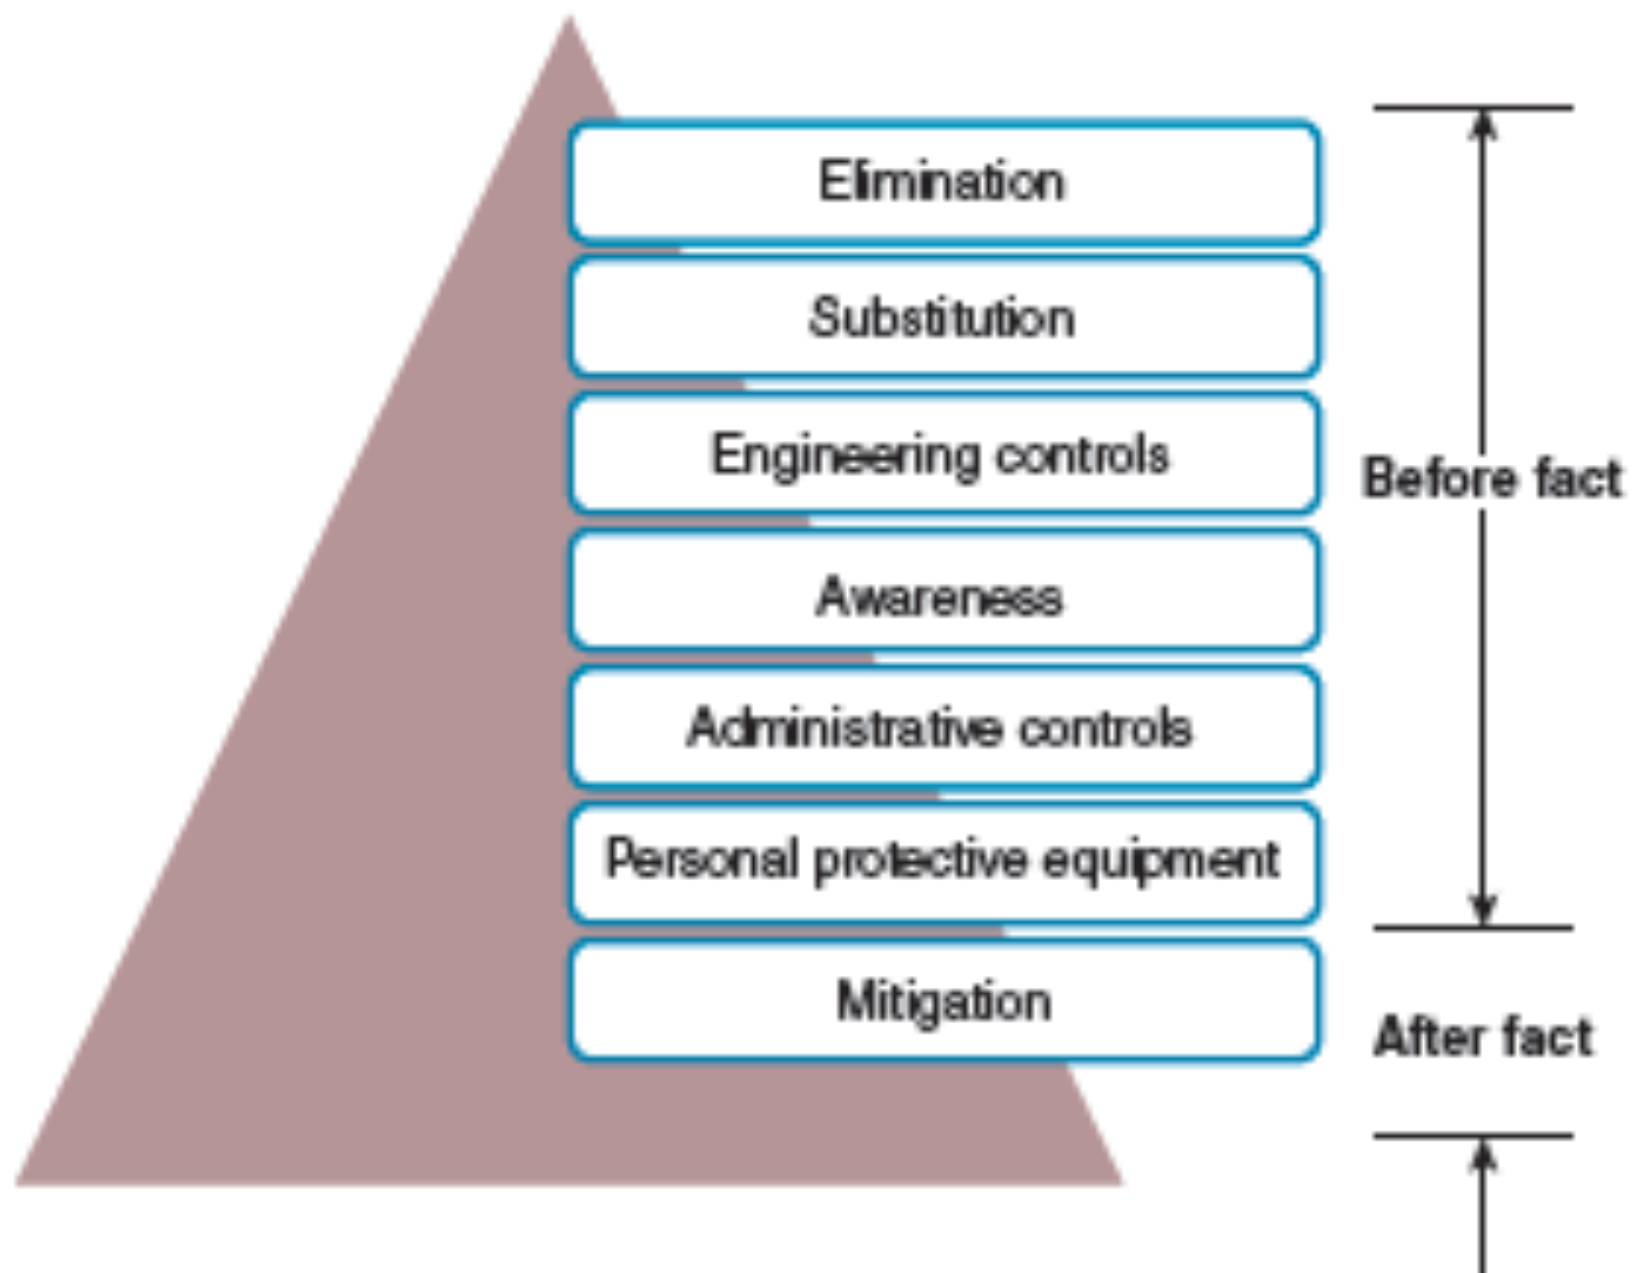 Elimination
Substitution
Engineering controls
Awareness
Administrative controls
Personal protective equipment
Mitigation
Before fact
After fact